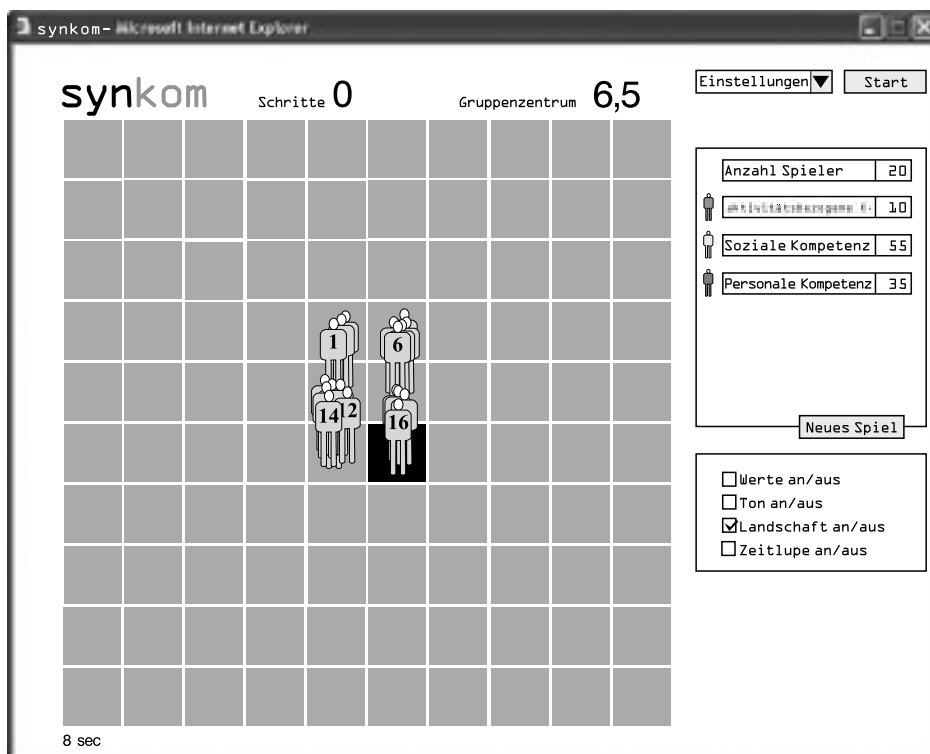 synkom-Microsoft Internet Explorer
synkom Schritte 0 Gruppenzentrum 6,5
Einstellungen Start
Anzahl Spieler 20
10
Soziale Kompetenz 55
Personale Kompetenz 35
1 6
14 12 16
Neues Spiel
Werte an/aus
Ton an/aus
Landschaft an/aus
Zeitlupe an/aus
8 sec